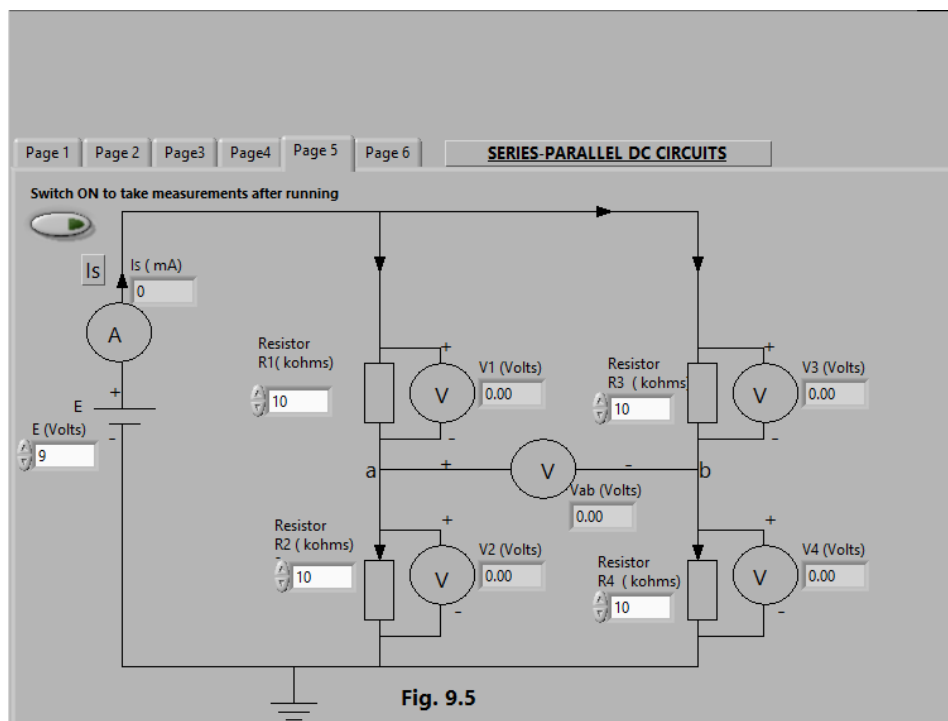 Page 1 Page 2 Page3 Page4 Page 5 Page 6 SERIES-PARALLEL DC CIRCUITS
Switch ON to take measurements after running
Is Is ( mA)
0
A
+
E
-
E (Volts)
9
Resistor
R1( kohms)
10
+
V
-
V1 (Volts)
0.00
Resistor
R3 ( kohms)
10
+
V
-
V3 (Volts)
0.00
a + V - b
Vab (Volts)
0.00
Resistor
R2 ( kohms)
10
+
V
-
V2 (Volts)
0.00
Resistor
R4 ( kohms)
10
+
V
-
V4 (Volts)
0.00
Fig. 9.5